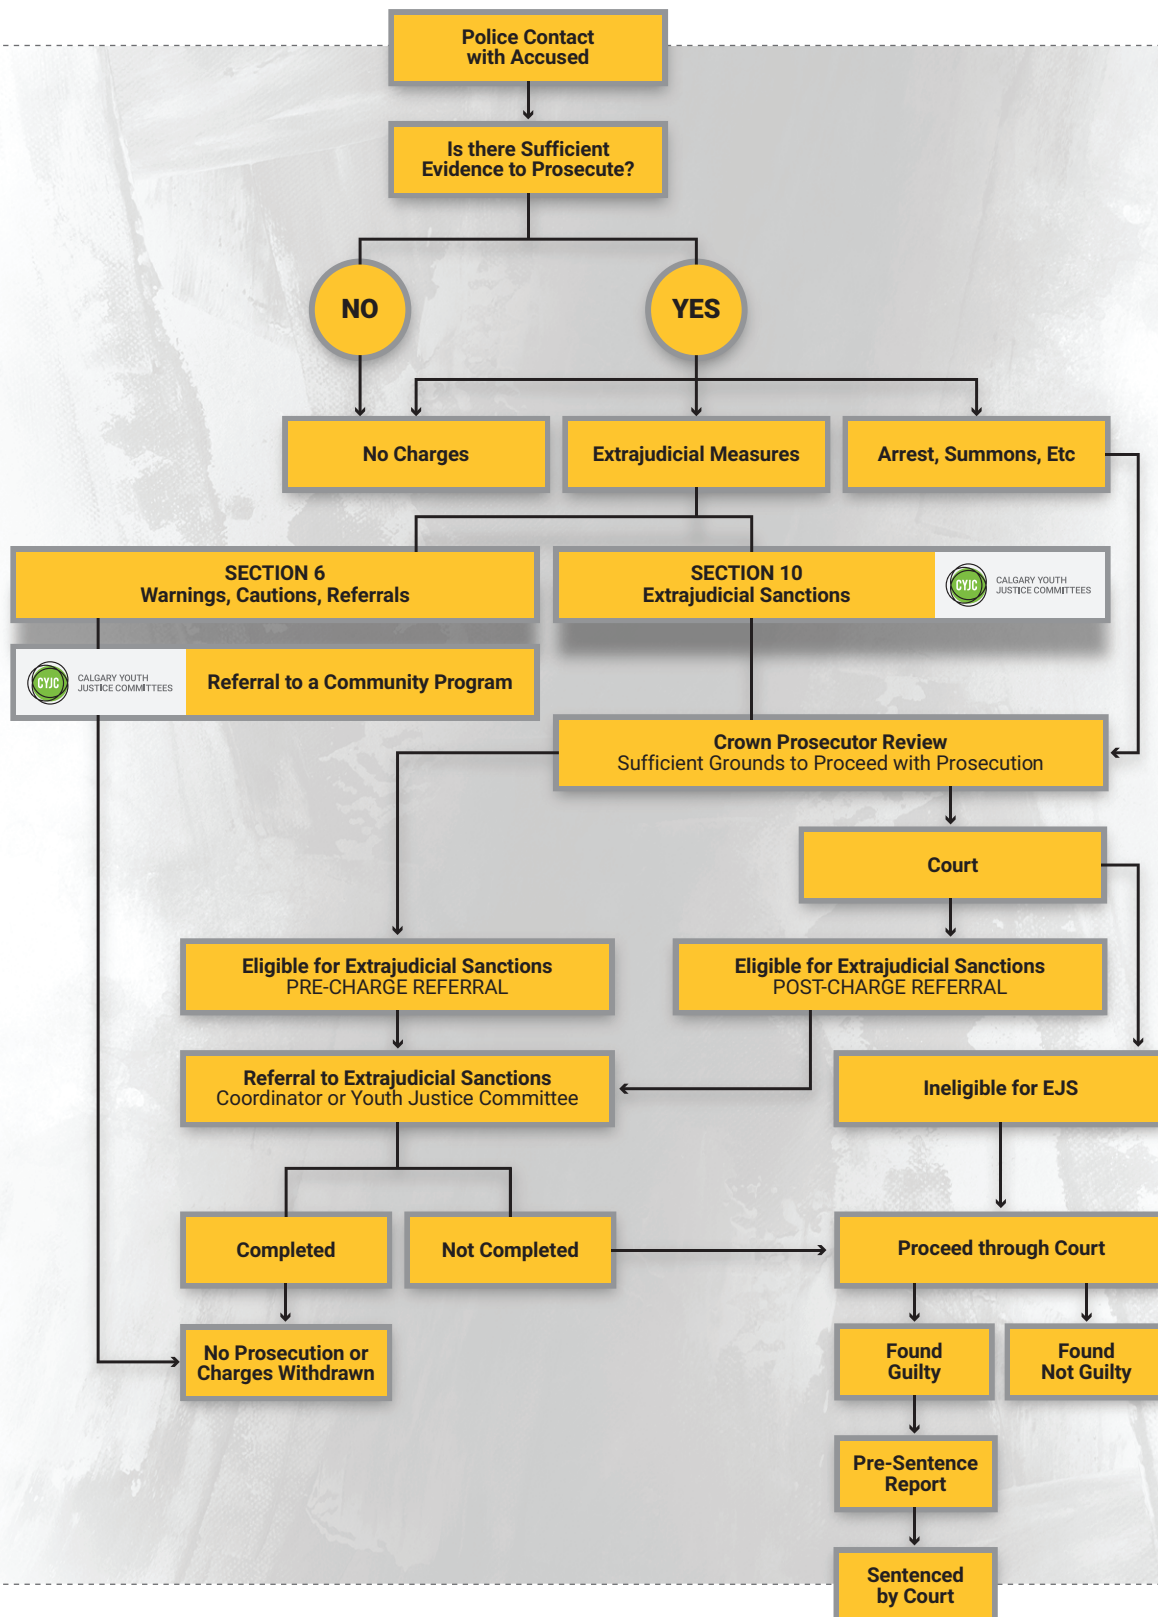 Police Contact
with Accused
Is there Sufficient
Evidence to Prosecute?
NO
YES
No Charges
Extrajudicial Measures
Arrest, Summons, Etc
SECTION 6
Warnings, Cautions, Referrals
SECTION 10
Extrajudicial Sanctions
CYJC
CALGARY YOUTH
JUSTICE COMMITTEES
CYJC
CALGARY YOUTH
JUSTICE COMMITTEES
Referral to a Community Program
Crown Prosecutor Review
Sufficient Grounds to Proceed with Prosecution
Court
Eligible for Extrajudicial Sanctions
PRE-CHARGE REFERRAL
Eligible for Extrajudicial Sanctions
POST-CHARGE REFERRAL
Referral to Extrajudicial Sanctions
Coordinator or Youth Justice Committee
Ineligible for EJS
Completed
Not Completed
Proceed through Court
No Prosecution or
Charges Withdrawn
Found
Guilty
Found
Not Guilty
Pre-Sentence
Report
Sentenced
by Court